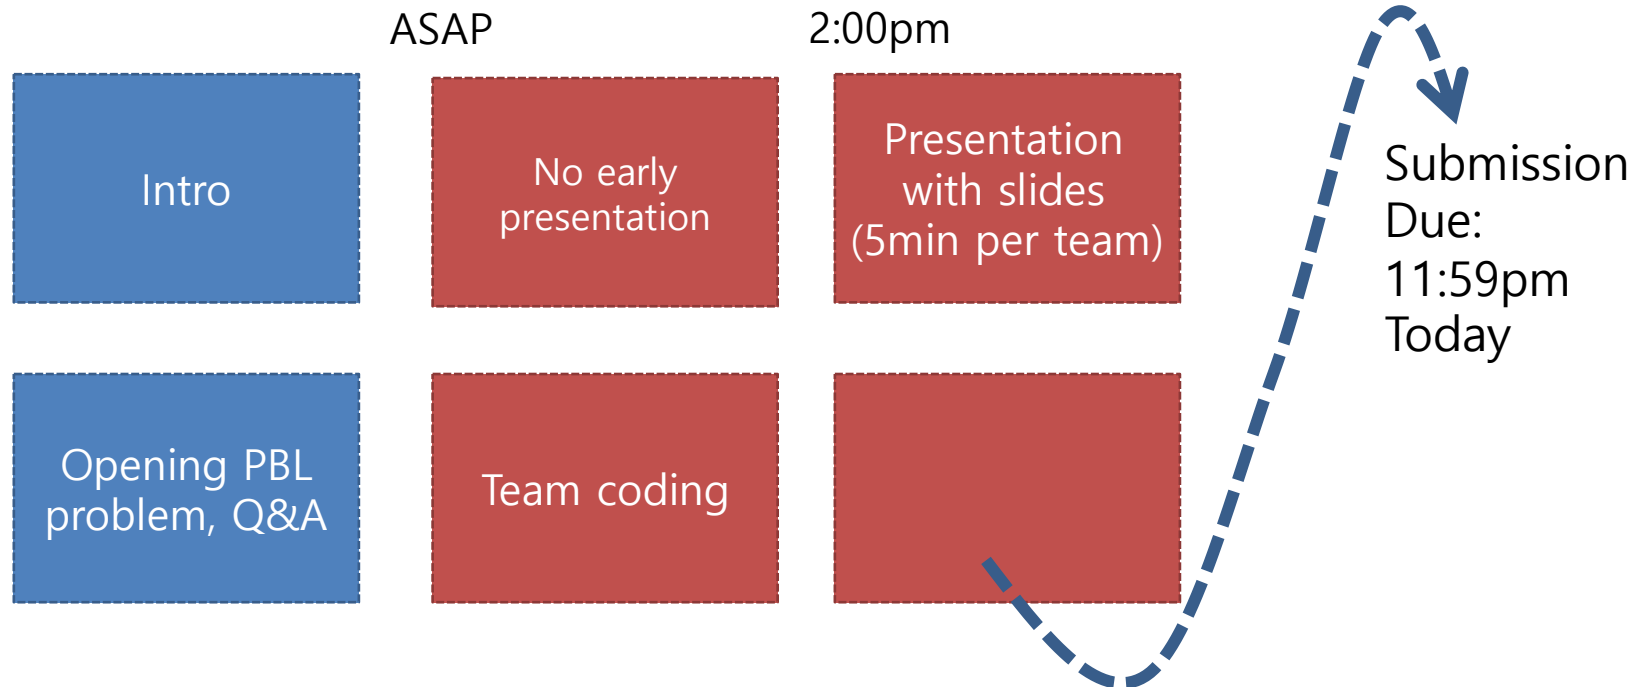 ASAP
2:00pm
Intro
No early
presentation
Presentation
with slides
(5min per team)
Submission
Due:
11:59pm
Today
Opening PBL
problem, Q&A
Team coding